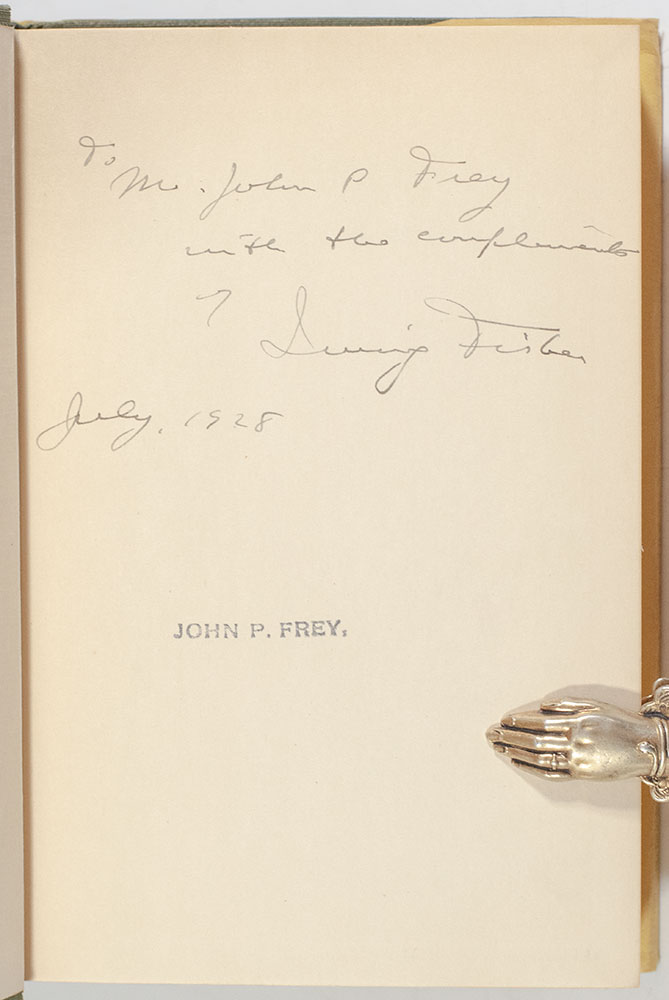 To
Mr. John P Frey
with the compliments
of
Irving Fisher
July, 1928
JOHN P. FREY.